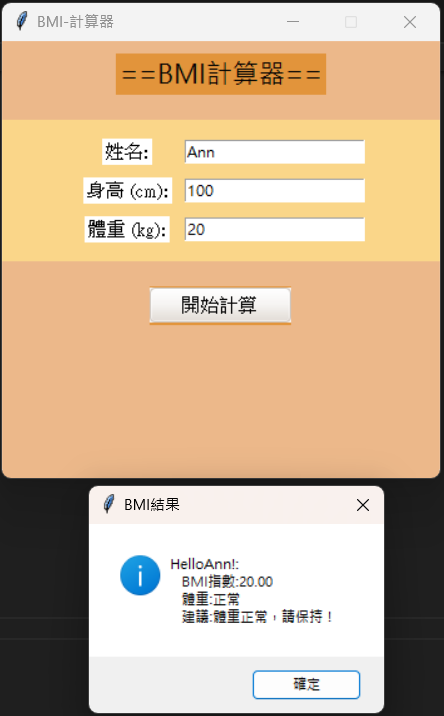 BMI-計算器
==BMI計算器==
姓名: Ann
身高 (cm): 100
體重 (kg): 20
開始計算
BMI結果
HelloAnn!:
BMI指數:20.00
體重:正常
建議:體重正常，請保持！
確定